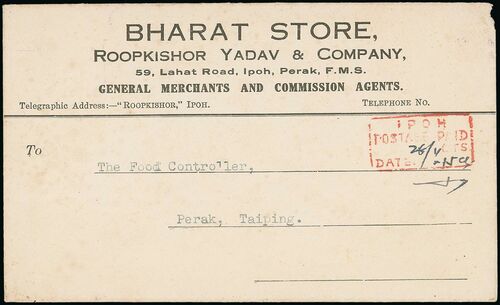 BHARAT STORE,
ROOPKISHOR YADAV & COMPANY,
59, Lahat Road, Ipoh, Perak, F.M.S.
GENERAL MERCHANTS AND COMMISSION AGENTS.
Telegraphic Address:—"ROOPKISHOR," IPOH. TELEPHONE NO.
IPOH
POSTAGE PAID
CTS
DATE
To
The Food Controller,
Perak, Taiping.